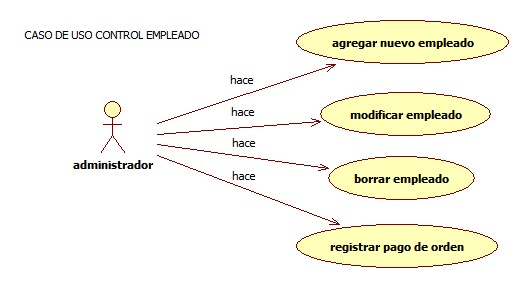 CASO DE USO CONTROL EMPLEADO
agregar nuevo empleado
hace
hace
modificar empleado
hace
administrador
borrar empleado
hace
registrar pago de orden